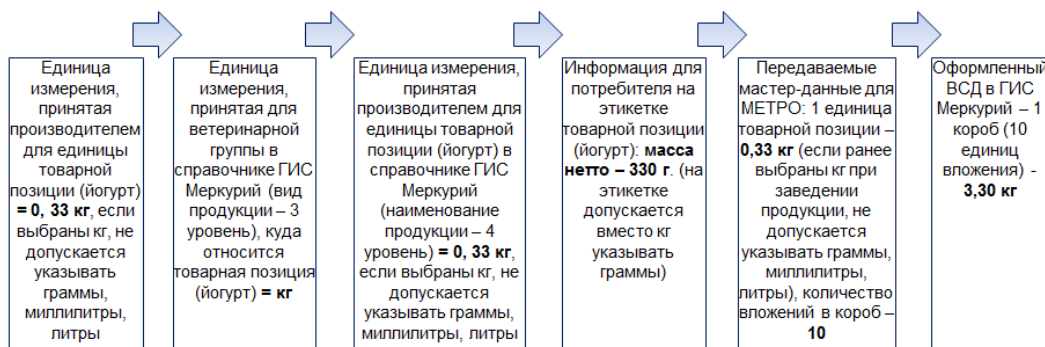 Единица
измерения,
принятая
производителем
для единицы
товарной
позиции (йогурт)
= 0, 33 кг, если
выбраны кг, не
допускается
указывать
граммы,
миллилитры,
литры
Единица
измерения,
принятая для
ветеринарной
группы в
справочнике ГИС
Меркурий (вид
продукции – 3
уровень), куда
относится
товарная позиция
(йогурт) = кг
Единица измерения,
принятая
производителем для
единицы товарной
позиции (йогурт) в
справочнике ГИС
Меркурий
(наименование
продукции – 4
уровень) = 0, 33 кг,
если выбраны кг, не
допускается
указывать граммы,
миллилитры, литры
Информация для
потребителя на
этикетке
товарной позиции
(йогурт): масса
нетто – 330 г. (на
этикетке
допускается
вместо кг
указывать
граммы)
Передаваемые
мастер-данные для
МЕТРО: 1 единица
товарной позиции –
0,33 кг (если ранее
выбраны кг при
заведении
продукции, не
допускается
указывать граммы,
миллилитры,
литры), количество
вложений в короб –
10
Оформленный
ВСД в ГИС
Меркурий – 1
короб (10
единиц
вложения) -
3,30 кг